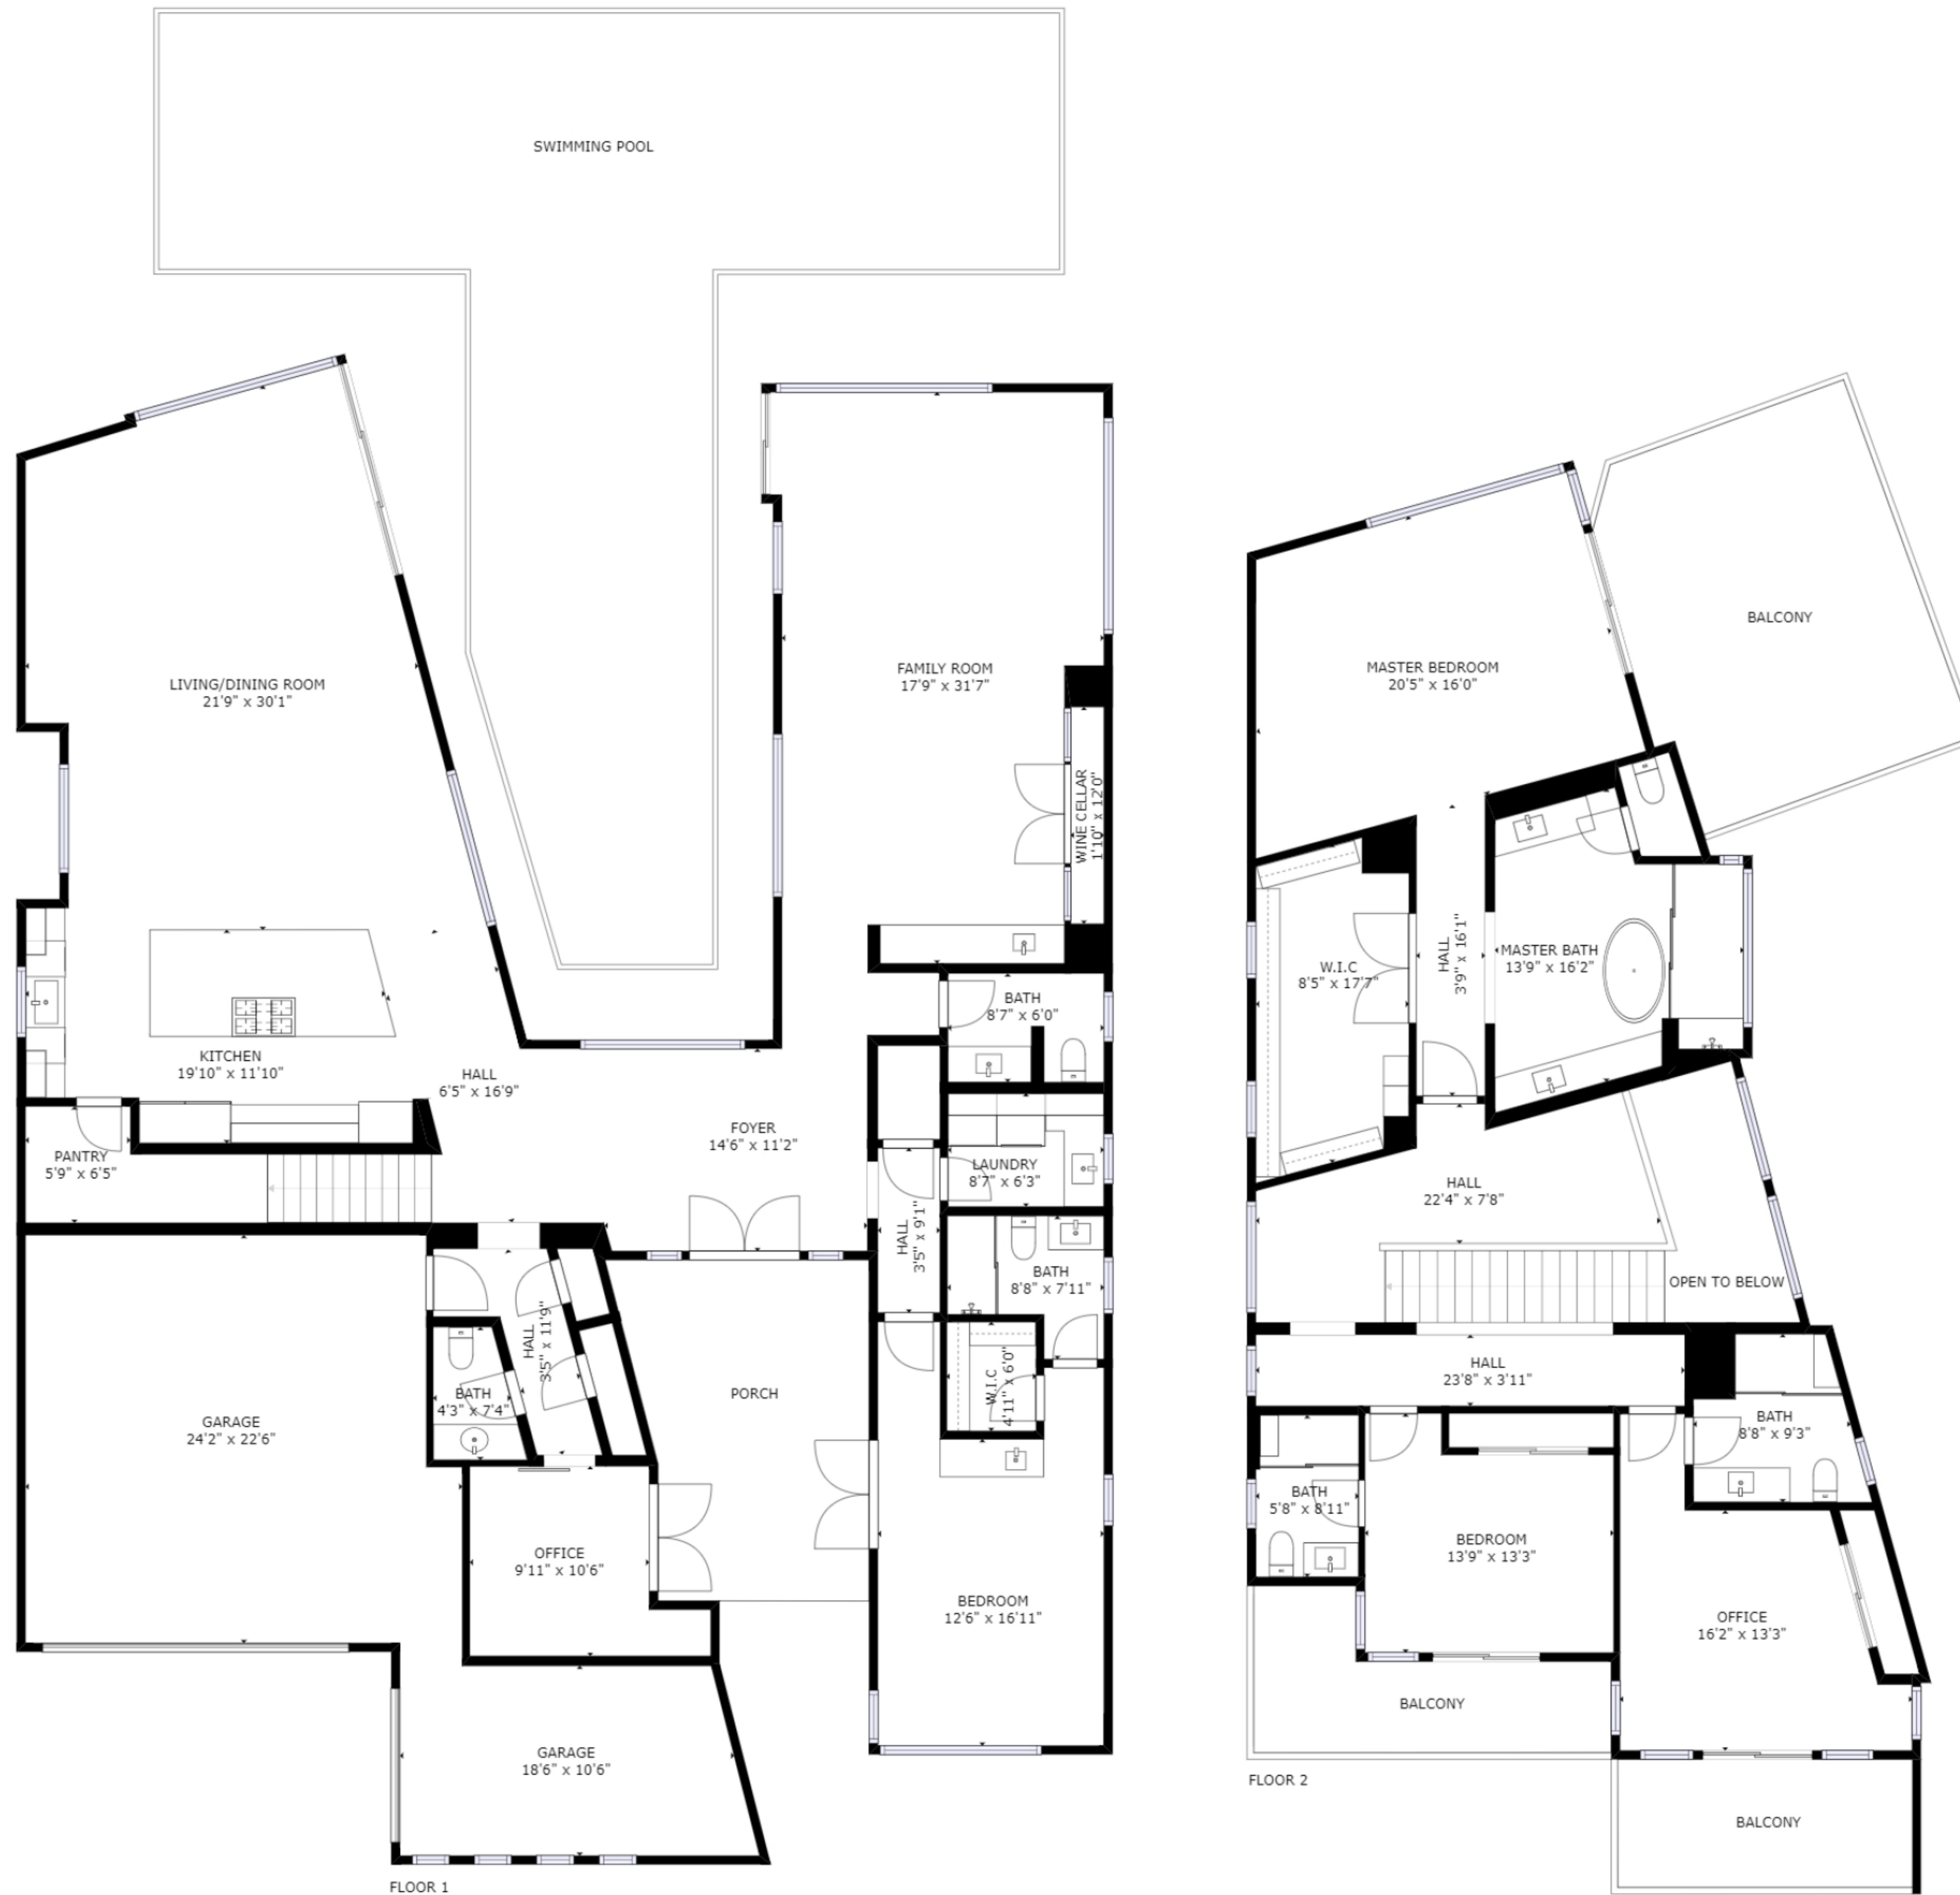 SWIMMING POOL
LIVING/DINING ROOM
21'9" x 30'1"
FAMILY ROOM
17'9" x 31'7"
WINE CELLAR
1'10" x 12'0"
KITCHEN
19'10" x 11'10"
HALL
6'5" x 16'9"
BATH
8'7" x 6'0"
FOYER
14'6" x 11'2"
PANTRY
5'9" x 6'5"
LAUNDRY
8'7" x 6'3"
HALL
3'5" x 9'1"
BATH
8'8" x 7'11"
HALL
3'5" x 11'9"
W.I.C
4'11" x 6'0"
BATH
4'3" x 7'4"
PORCH
GARAGE
24'2" x 22'6"
OFFICE
9'11" x 10'6"
BEDROOM
12'6" x 16'11"
GARAGE
18'6" x 10'6"
FLOOR 1
BALCONY
MASTER BEDROOM
20'5" x 16'0"
W.I.C
8'5" x 17'7"
HALL
3'9" x 16'1"
MASTER BATH
13'9" x 16'2"
HALL
22'4" x 7'8"
OPEN TO BELOW
HALL
23'8" x 3'11"
BATH
8'8" x 9'3"
BATH
5'8" x 8'11"
BEDROOM
13'9" x 13'3"
OFFICE
16'2" x 13'3"
BALCONY
FLOOR 2
BALCONY